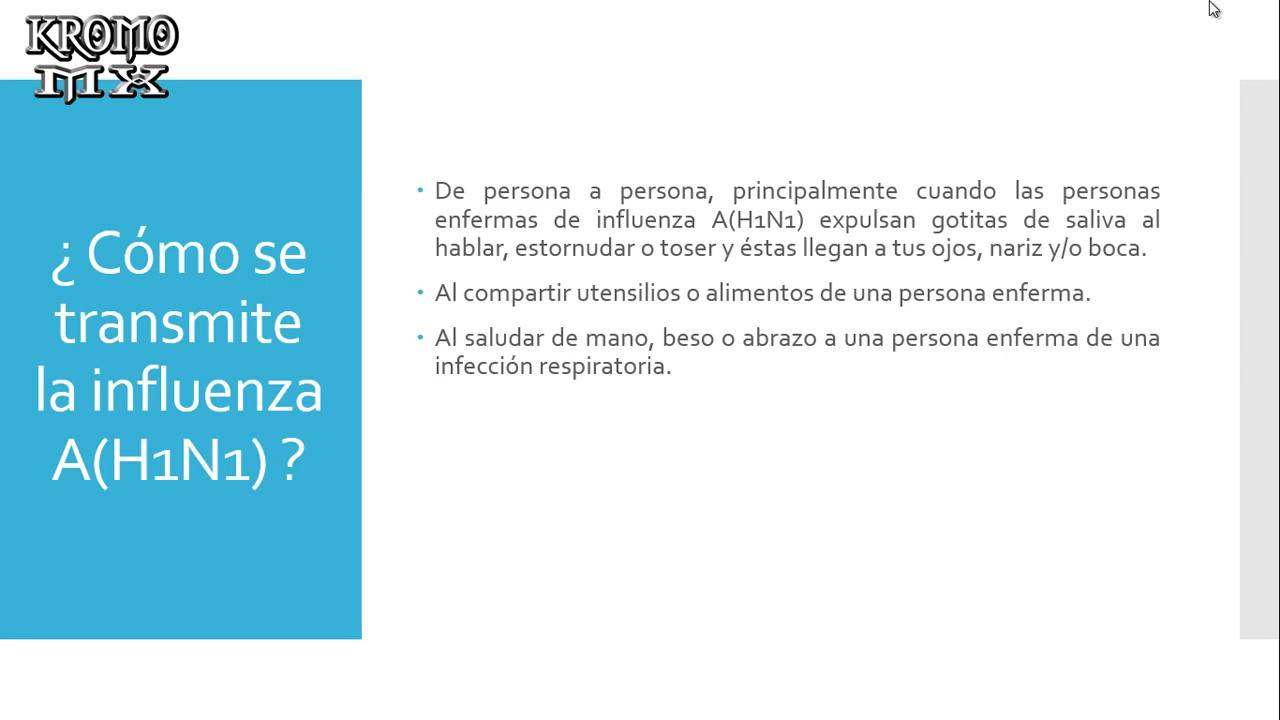 KROMO
MX
¿ Cómo se
transmite
la influenza
A(H1N1) ?
• De persona a persona, principalmente cuando las personas
enfermas de influenza A(H1N1) expulsan gotitas de saliva al
hablar, estornudar o toser y éstas llegan a tus ojos, nariz y/o boca.
• Al compartir utensilios o alimentos de una persona enferma.
• Al saludar de mano, beso o abrazo a una persona enferma de una
infección respiratoria.